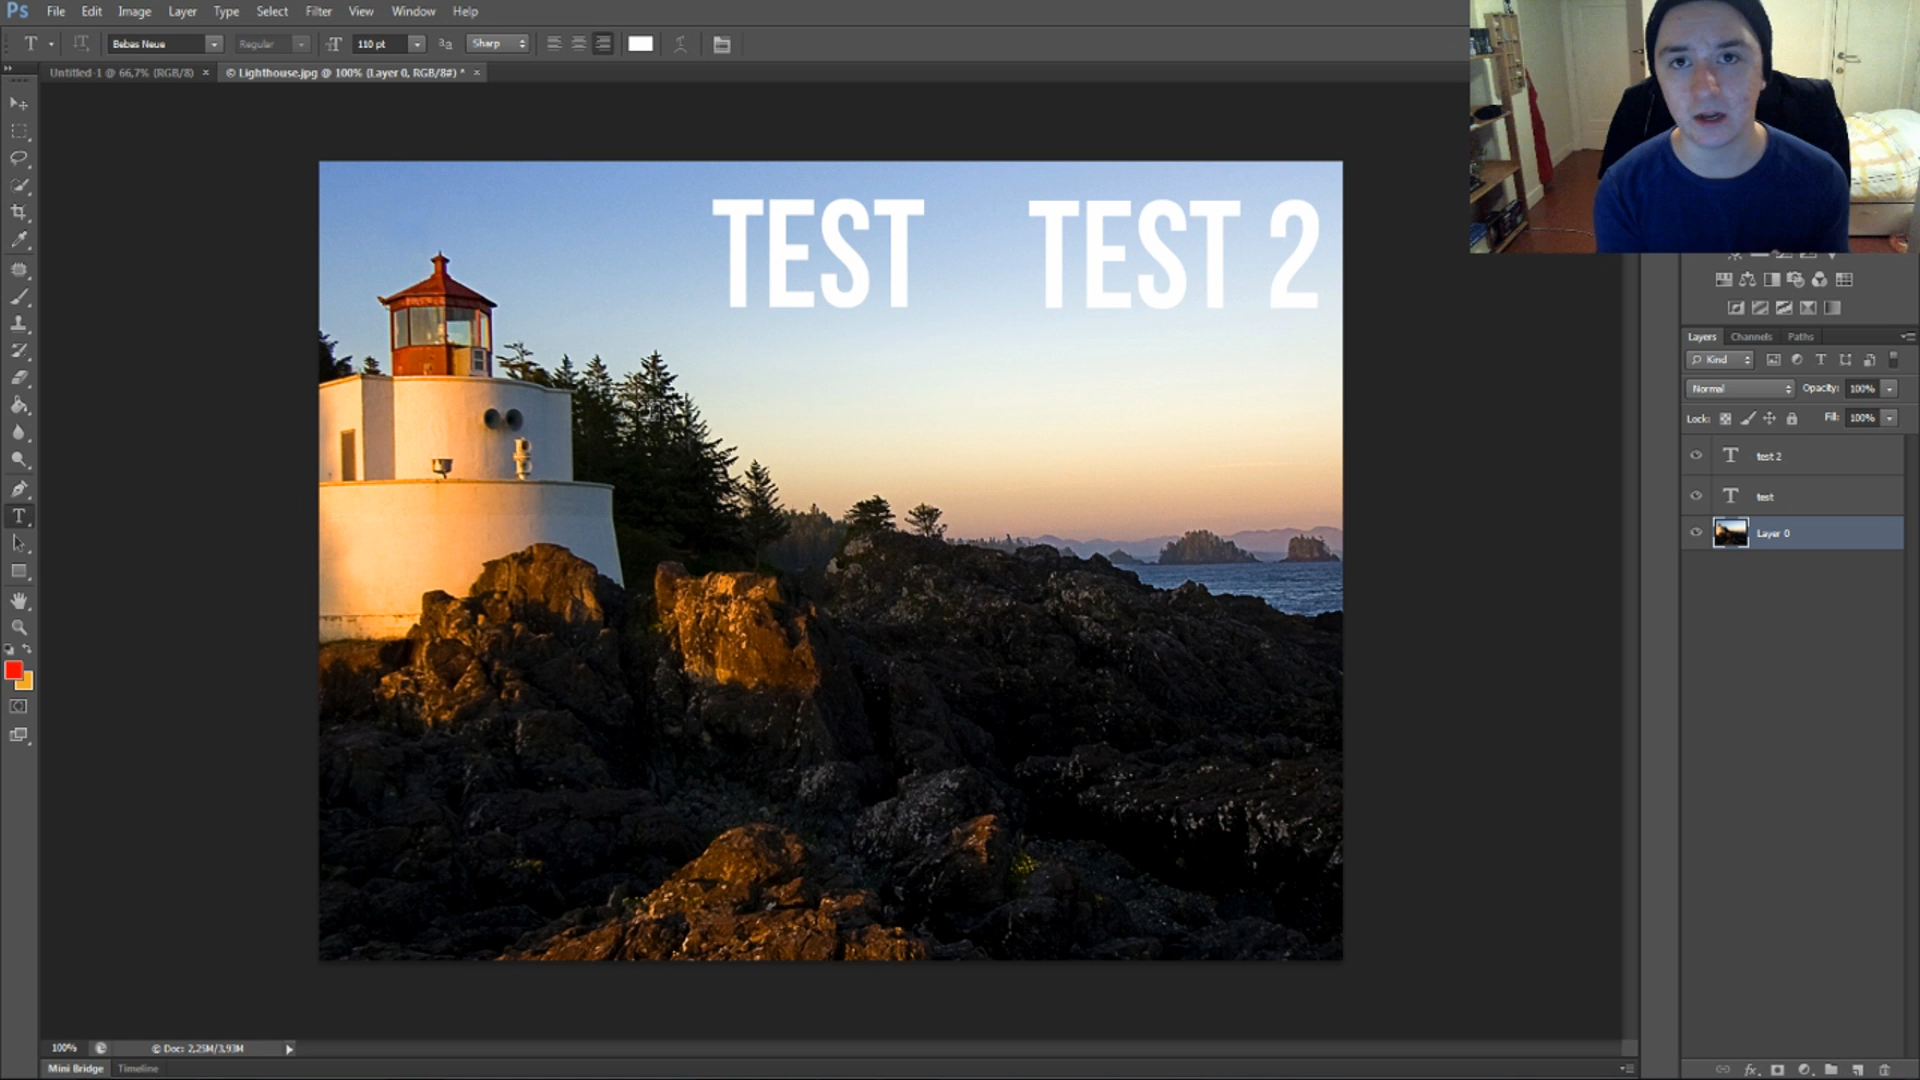 Ps File Edit Image Layer Type Select Filter View Window Help
T T Bebas Neue Regular T 110 pt aa Sharp
Untitled-1 @ 66,7% (RGB/8) × © Lighthouse.jpg @ 100% (Layer 0, RGB/8#) * ×
TEST TEST 2
Layers Channels Paths
Kind T
Normal Opacity: 100%
Lock: Fill: 100%
T test 2
T test
Layer 0
T
100% © Doc: 2,25M/3,93M
Mini Bridge Timeline
fx